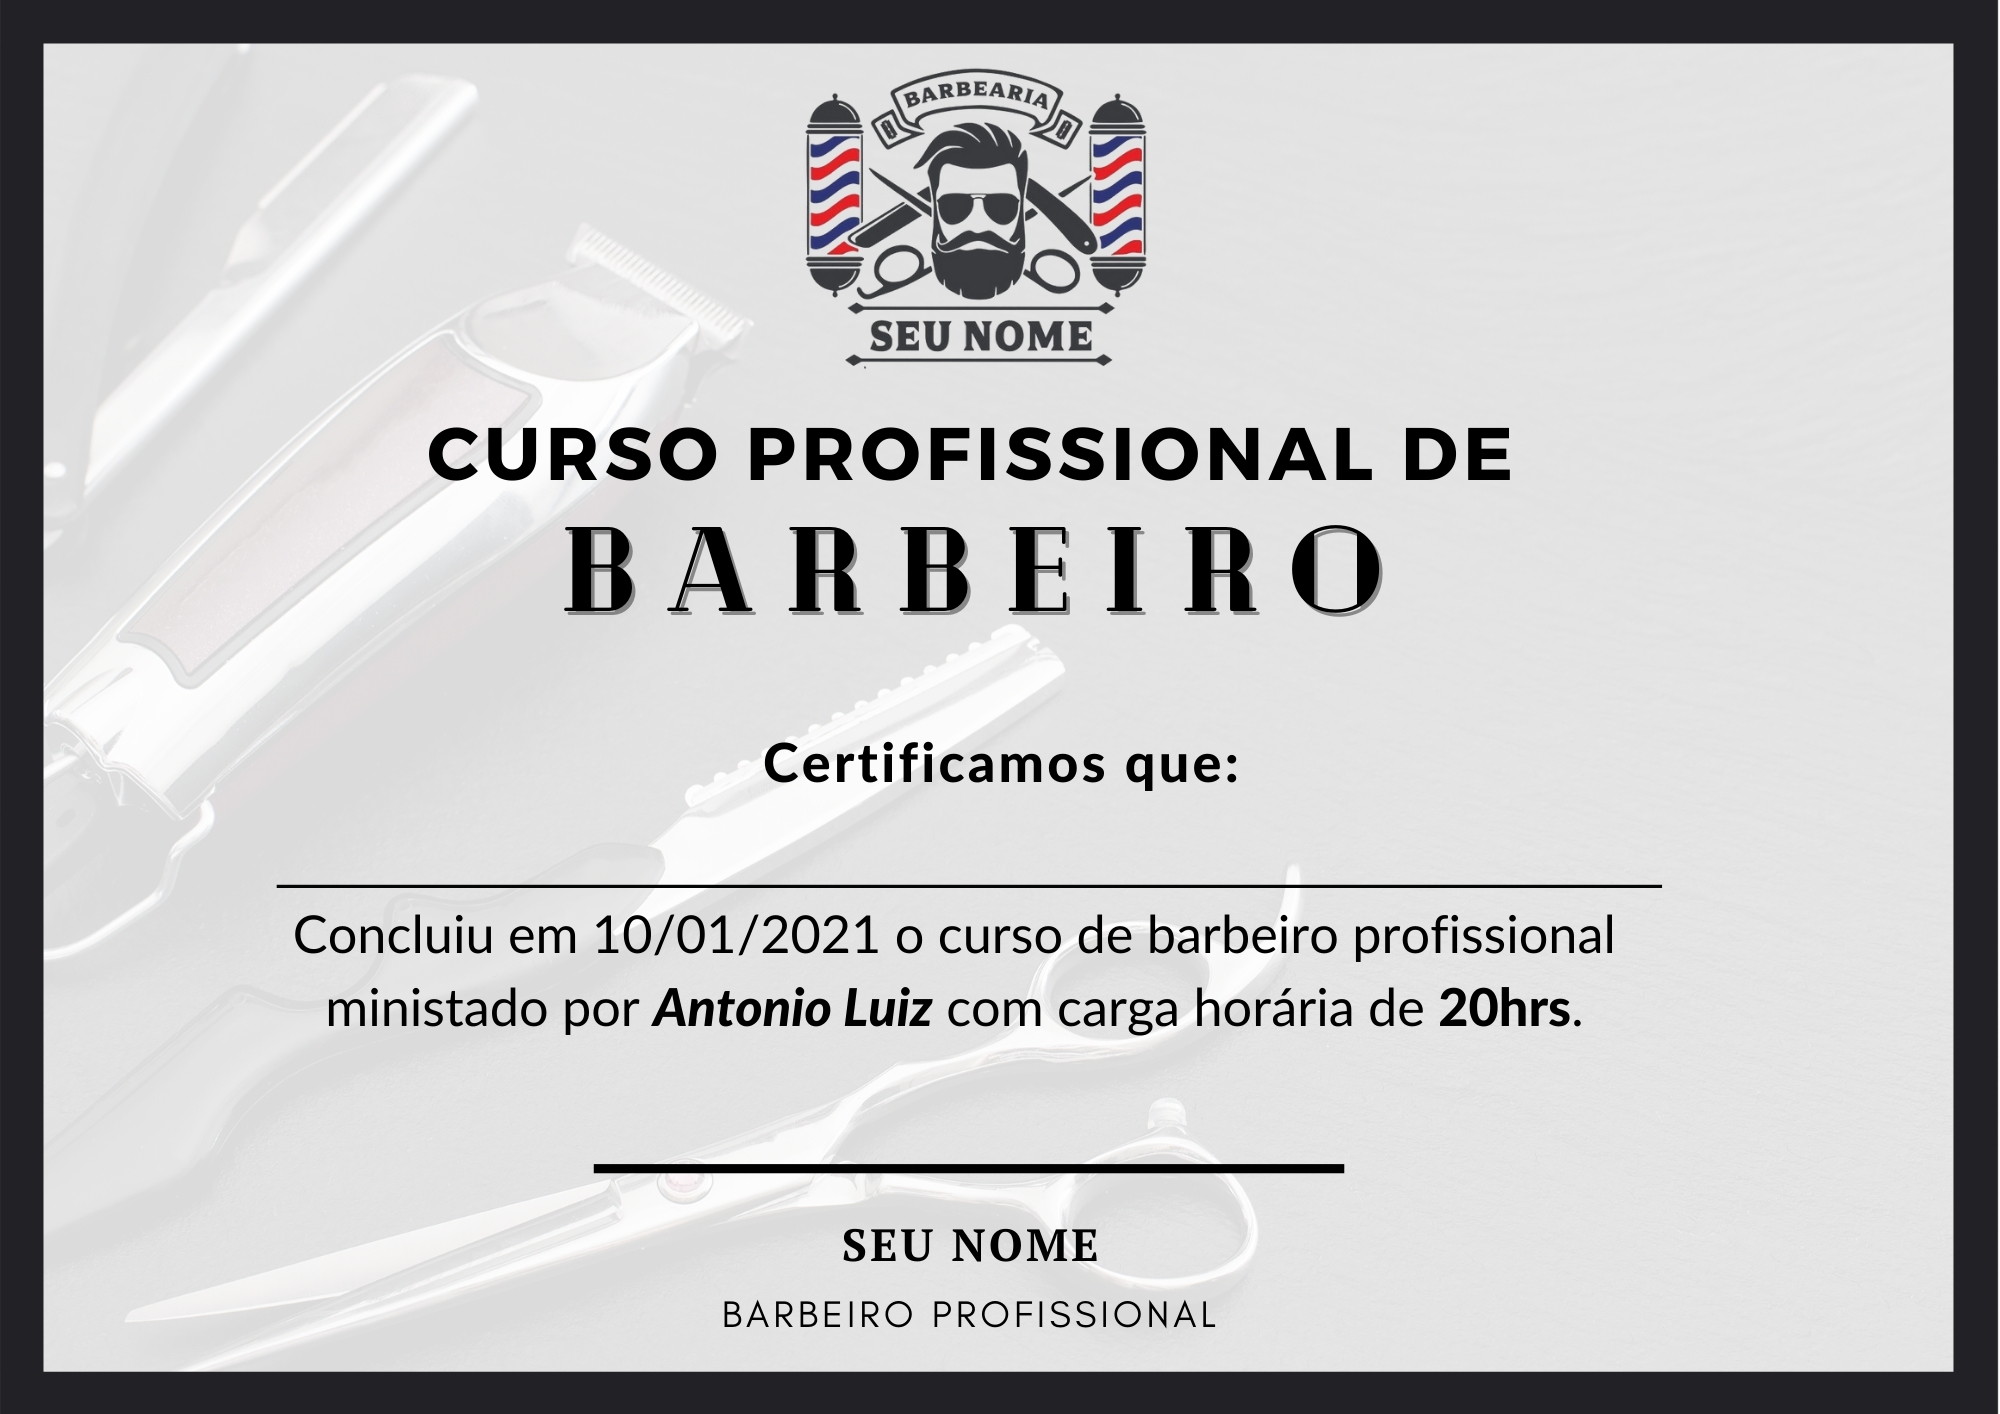 BARBEARIA
SEU NOME
CURSO PROFISSIONAL DE
BARBEIRO
Certificamos que:
Concluiu em 10/01/2021 o curso de barbeiro profissional
ministado por Antonio Luiz com carga horária de 20hrs.
SEU NOME
BARBEIRO PROFISSIONAL